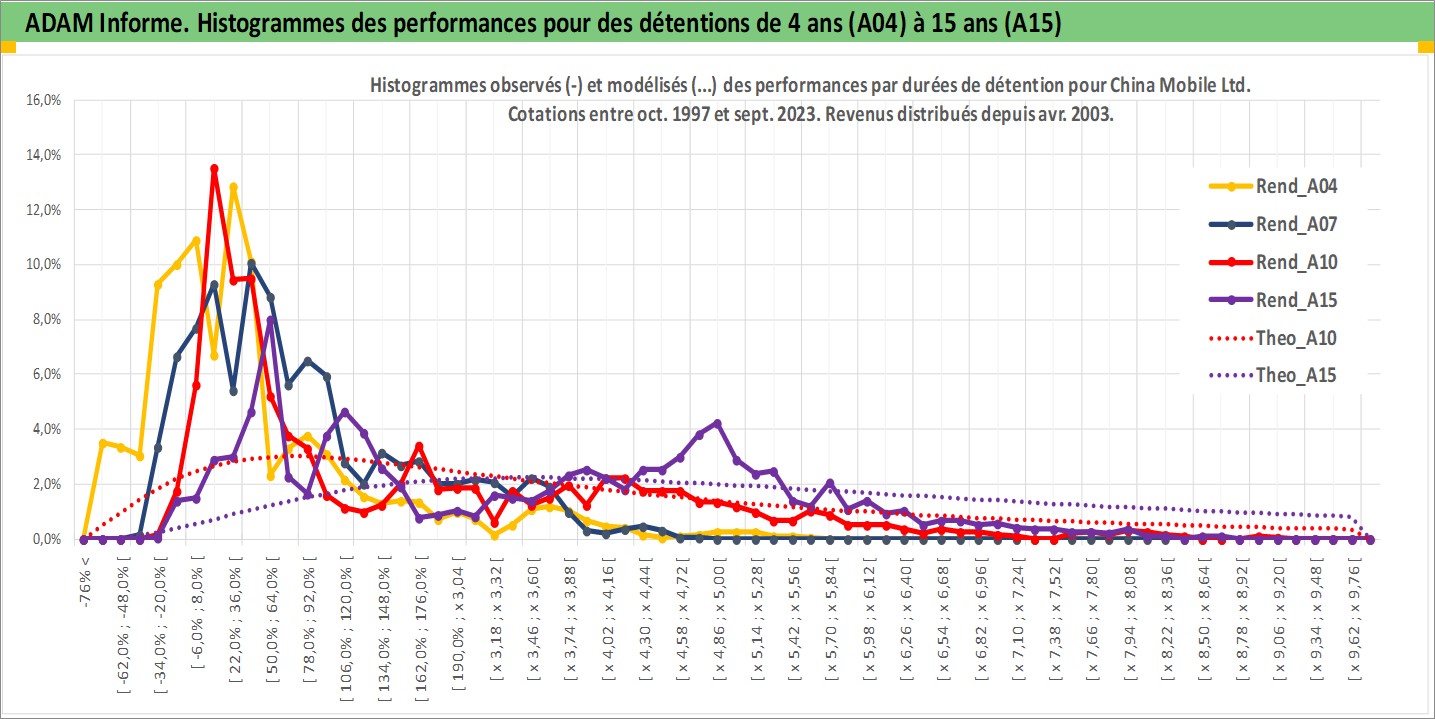 ADAM Informe. Histogrammes des performances pour des détentions de 4 ans (A04) à 15 ans (A15)
Histogrammes observés (-) et modélisés (...) des performances par durées de détention pour China Mobile Ltd.
Cotations entre oct. 1997 et sept. 2023. Revenus distribués depuis avr. 2003.
16,0%
14,0%
12,0%
10,0%
8,0%
6,0%
4,0%
2,0%
0,0%
Rend_A04
Rend_A07
Rend_A10
Rend_A15
Theo_A10
Theo_A15
-76% <
[ -62,0% ; -48,0% [
[ -34,0% ; -20,0% [
[ -6,0% ; 8,0% [
[ 22,0% ; 36,0% [
[ 50,0% ; 64,0% [
[ 78,0% ; 92,0% [
[ 106,0% ; 120,0% [
[ 134,0% ; 148,0% [
[ 162,0% ; 176,0% [
[ 190,0% ; x 3,04 [
[ x 3,18 ; x 3,32 [
[ x 3,46 ; x 3,60 [
[ x 3,74 ; x 3,88 [
[ x 4,02 ; x 4,16 [
[ x 4,30 ; x 4,44 [
[ x 4,58 ; x 4,72 [
[ x 4,86 ; x 5,00 [
[ x 5,14 ; x 5,28 [
[ x 5,42 ; x 5,56 [
[ x 5,70 ; x 5,84 [
[ x 5,98 ; x 6,12 [
[ x 6,26 ; x 6,40 [
[ x 6,54 ; x 6,68 [
[ x 6,82 ; x 6,96 [
[ x 7,10 ; x 7,24 [
[ x 7,38 ; x 7,52 [
[ x 7,66 ; x 7,80 [
[ x 7,94 ; x 8,08 [
[ x 8,22 ; x 8,36 [
[ x 8,50 ; x 8,64 [
[ x 8,78 ; x 8,92 [
[ x 9,06 ; x 9,20 [
[ x 9,34 ; x 9,48 [
[ x 9,62 ; x 9,76 [